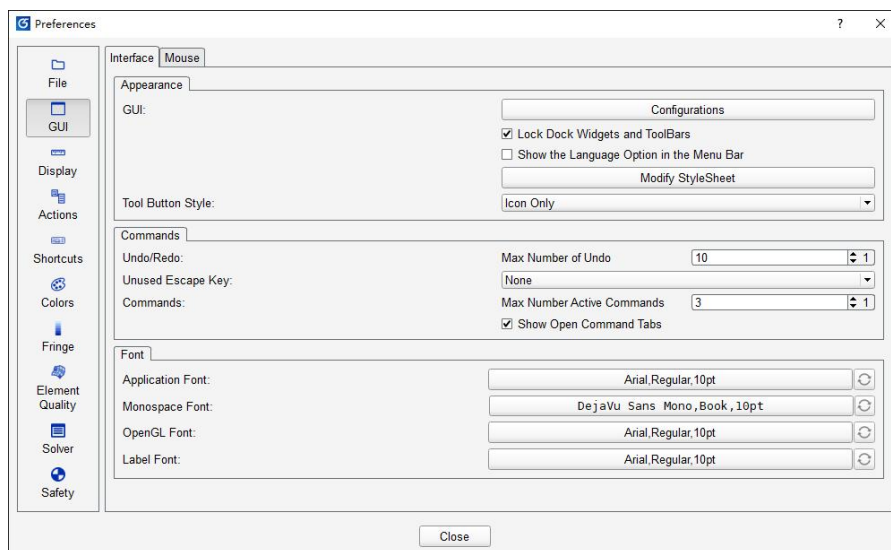 Preferences
?
File
GUI
Display
Actions
Shortcuts
Colors
Fringe
Element
Quality
Solver
Safety
Interface Mouse
Appearance
GUI: Configurations
Lock Dock Widgets and ToolBars
Show the Language Option in the Menu Bar
Modify StyleSheet
Tool Button Style: Icon Only
Commands
Undo/Redo: Max Number of Undo 10 1
Unused Escape Key: None
Commands: Max Number Active Commands 3 1
Show Open Command Tabs
Font
Application Font: Arial,Regular,10pt
Monospace Font: DejaVu Sans Mono,Book,10pt
OpenGL Font: Arial,Regular,10pt
Label Font: Arial,Regular,10pt
Close